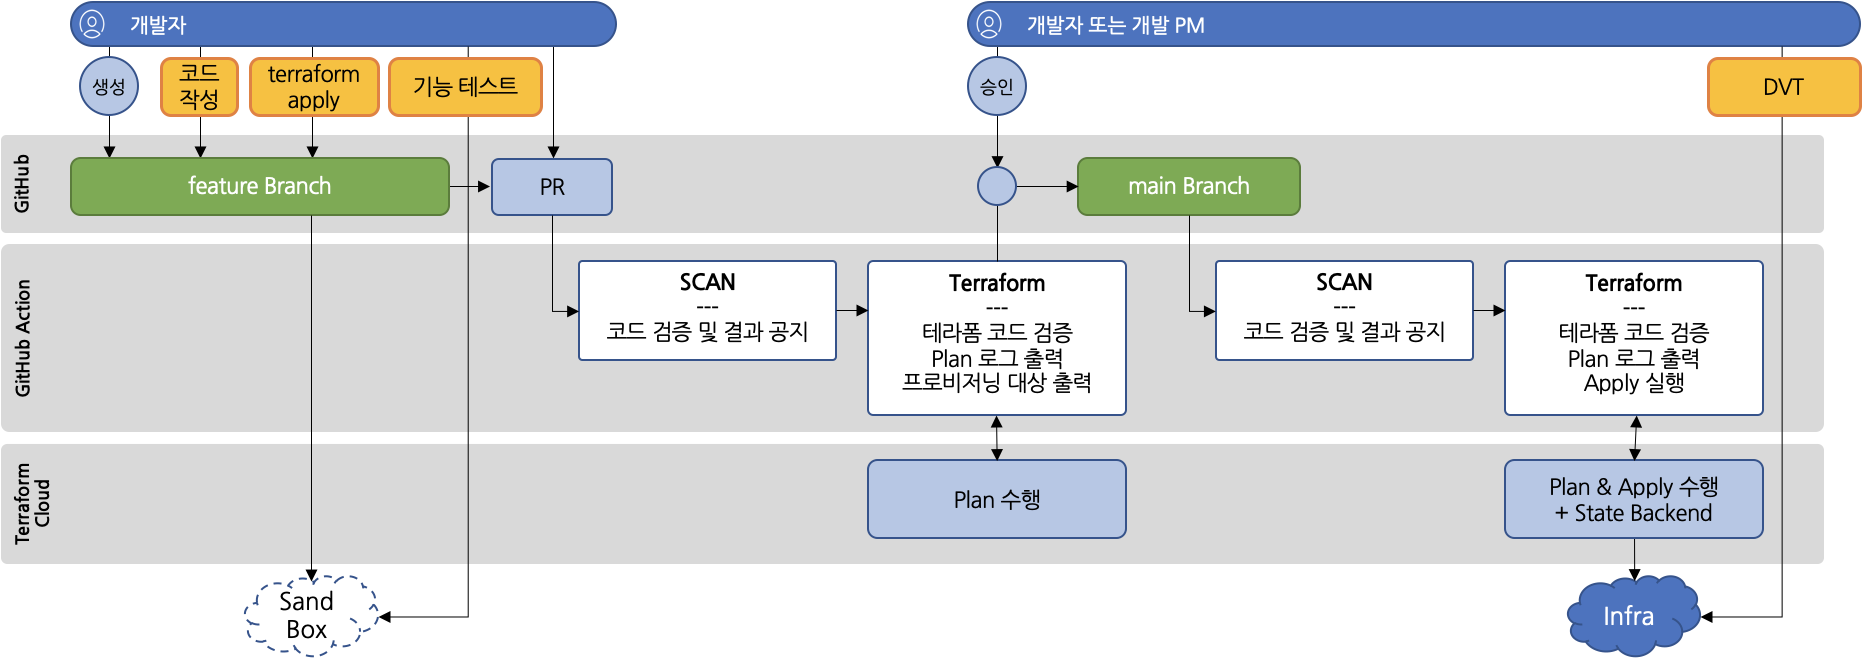 개발자
개발자 또는 개발 PM
생성
코드
작성
terraform
apply
기능 테스트
승인
DVT
GitHub
feature Branch
PR
main Branch
GitHub Action
SCAN
---
코드 검증 및 결과 공지
Terraform
---
테라폼 코드 검증
Plan 로그 출력
프로비저닝 대상 출력
SCAN
---
코드 검증 및 결과 공지
Terraform
---
테라폼 코드 검증
Plan 로그 출력
Apply 실행
Terraform
Cloud
Plan 수행
Plan & Apply 수행
+ State Backend
Sand
Box
Infra